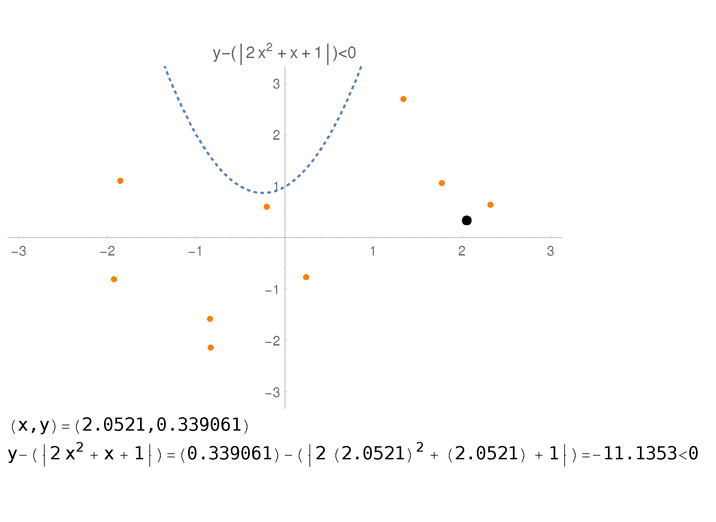 y−(|2x²+x+1|)<0
3
2
1
−3 −2 −1 1 2 3
−1
−2
−3
(x,y)=(2.0521,0.339061)
y−(|2x²+x+1|)=(0.339061)−(|2 (2.0521)²+(2.0521)+1|)=−11.1353<0